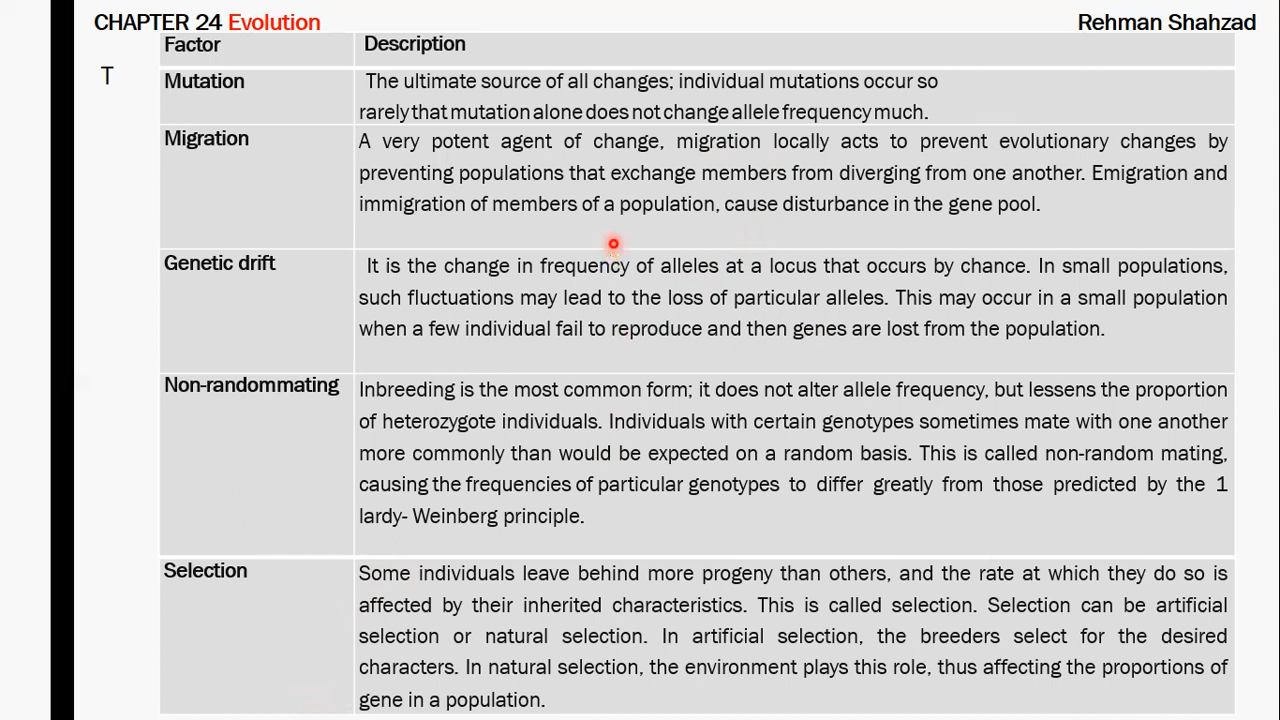 CHAPTER 24 Evolution
Rehman Shahzad
Factor
Description
T
Mutation
The ultimate source of all changes; individual mutations occur so
rarely that mutation alone does not change allele frequency much.
Migration
A very potent agent of change, migration locally acts to prevent evolutionary changes by
preventing populations that exchange members from diverging from one another. Emigration and
immigration of members of a population, cause disturbance in the gene pool.
Genetic drift
It is the change in frequency of alleles at a locus that occurs by chance. In small populations,
such fluctuations may lead to the loss of particular alleles. This may occur in a small population
when a few individual fail to reproduce and then genes are lost from the population.
Non-random mating
Inbreeding is the most common form; it does not alter allele frequency, but lessens the proportion
of heterozygote individuals. Individuals with certain genotypes sometimes mate with one another
more commonly than would be expected on a random basis. This is called non-random mating,
causing the frequencies of particular genotypes to differ greatly from those predicted by the 1
lardy- Weinberg principle.
Selection
Some individuals leave behind more progeny than others, and the rate at which they do so is
affected by their inherited characteristics. This is called selection. Selection can be artificial
selection or natural selection. In artificial selection, the breeders select for the desired
characters. In natural selection, the environment plays this role, thus affecting the proportions of
gene in a population.